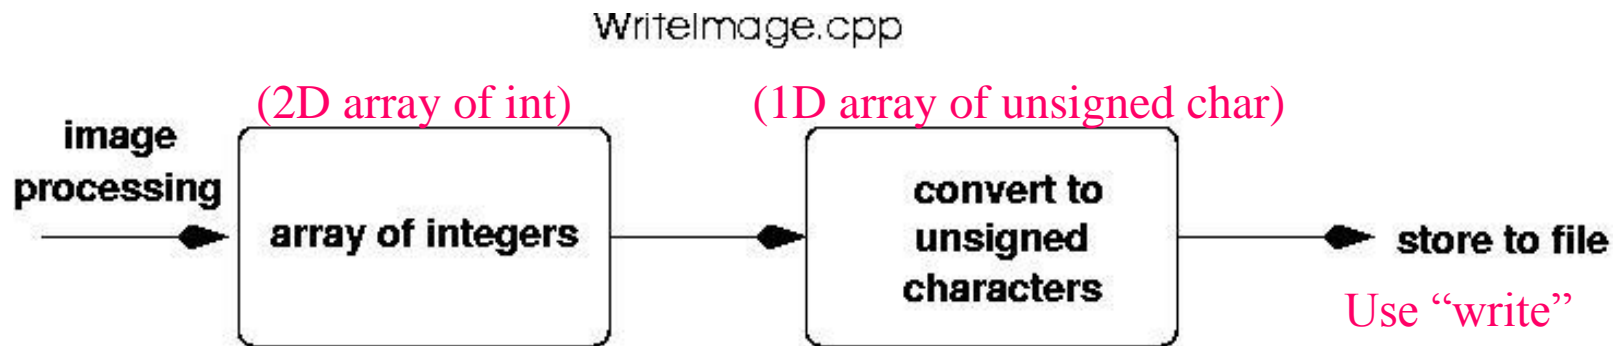 WriteImage.cpp
(2D array of int)
(1D array of unsigned char)
image
processing
array of integers
convert to
unsigned
characters
store to file
Use “write”